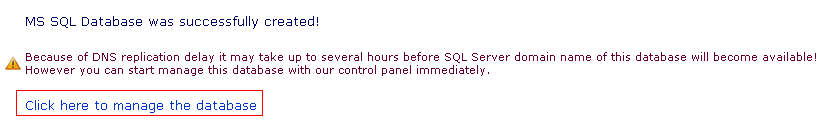 MS SQL Database was successfully created!
Because of DNS replication delay it may take up to several hours before SQL Server domain name of this database will become available!
However you can start manage this database with our control panel immediately.
Click here to manage the database